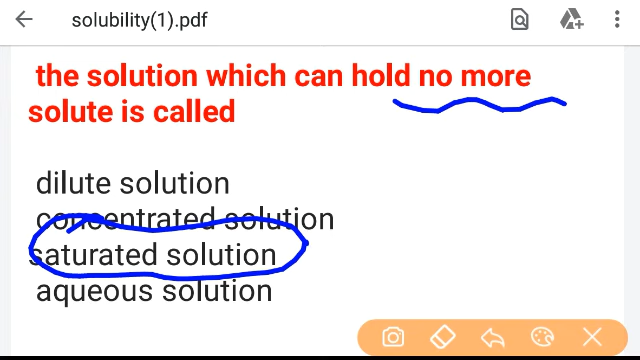 solubility(1).pdf
the solution which can hold no more
solute is called
dilute solution
concentrated solution
saturated solution
aqueous solution